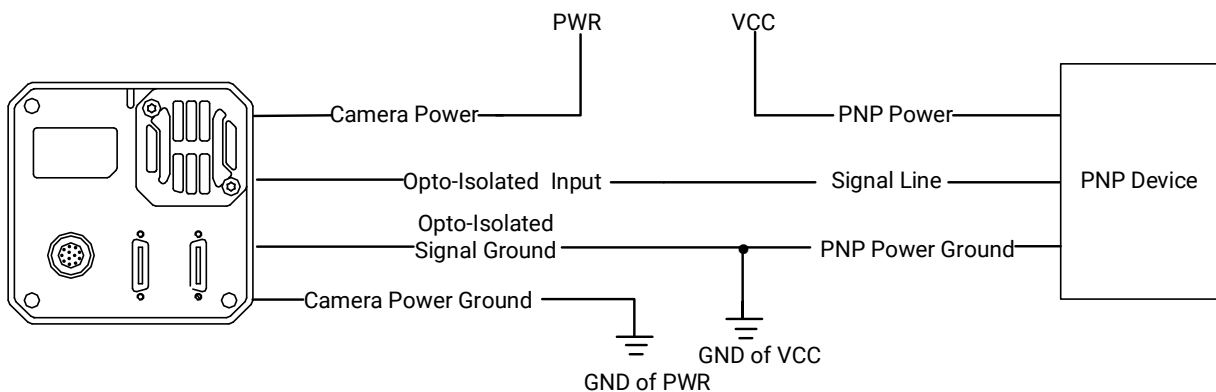 PWR
VCC
Camera Power
PNP Power
Opto-Isolated Input
Signal Line
PNP Device
Opto-Isolated
Signal Ground
PNP Power Ground
Camera Power Ground
GND of VCC
GND of PWR